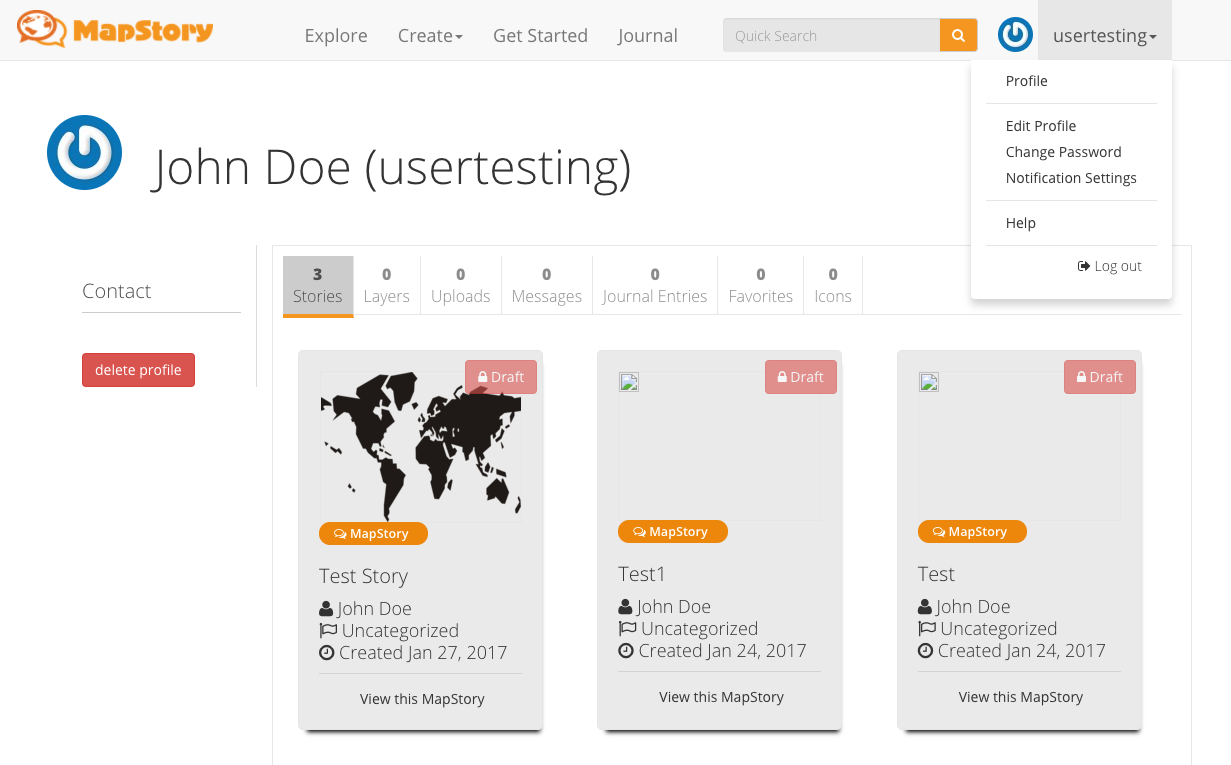 MapStory
Explore
Create
Get Started
Journal
Quick Search
usertesting
Profile
Edit Profile
Change Password
Notification Settings
Help
Log out
John Doe (usertesting)
Contact
delete profile
3
Stories
0
Layers
0
Uploads
0
Messages
0
Journal Entries
0
Favorites
0
Icons
Draft
MapStory
Test Story
John Doe
Uncategorized
Created Jan 27, 2017
View this MapStory
Draft
MapStory
Test1
John Doe
Uncategorized
Created Jan 24, 2017
View this MapStory
Draft
MapStory
Test
John Doe
Uncategorized
Created Jan 24, 2017
View this MapStory